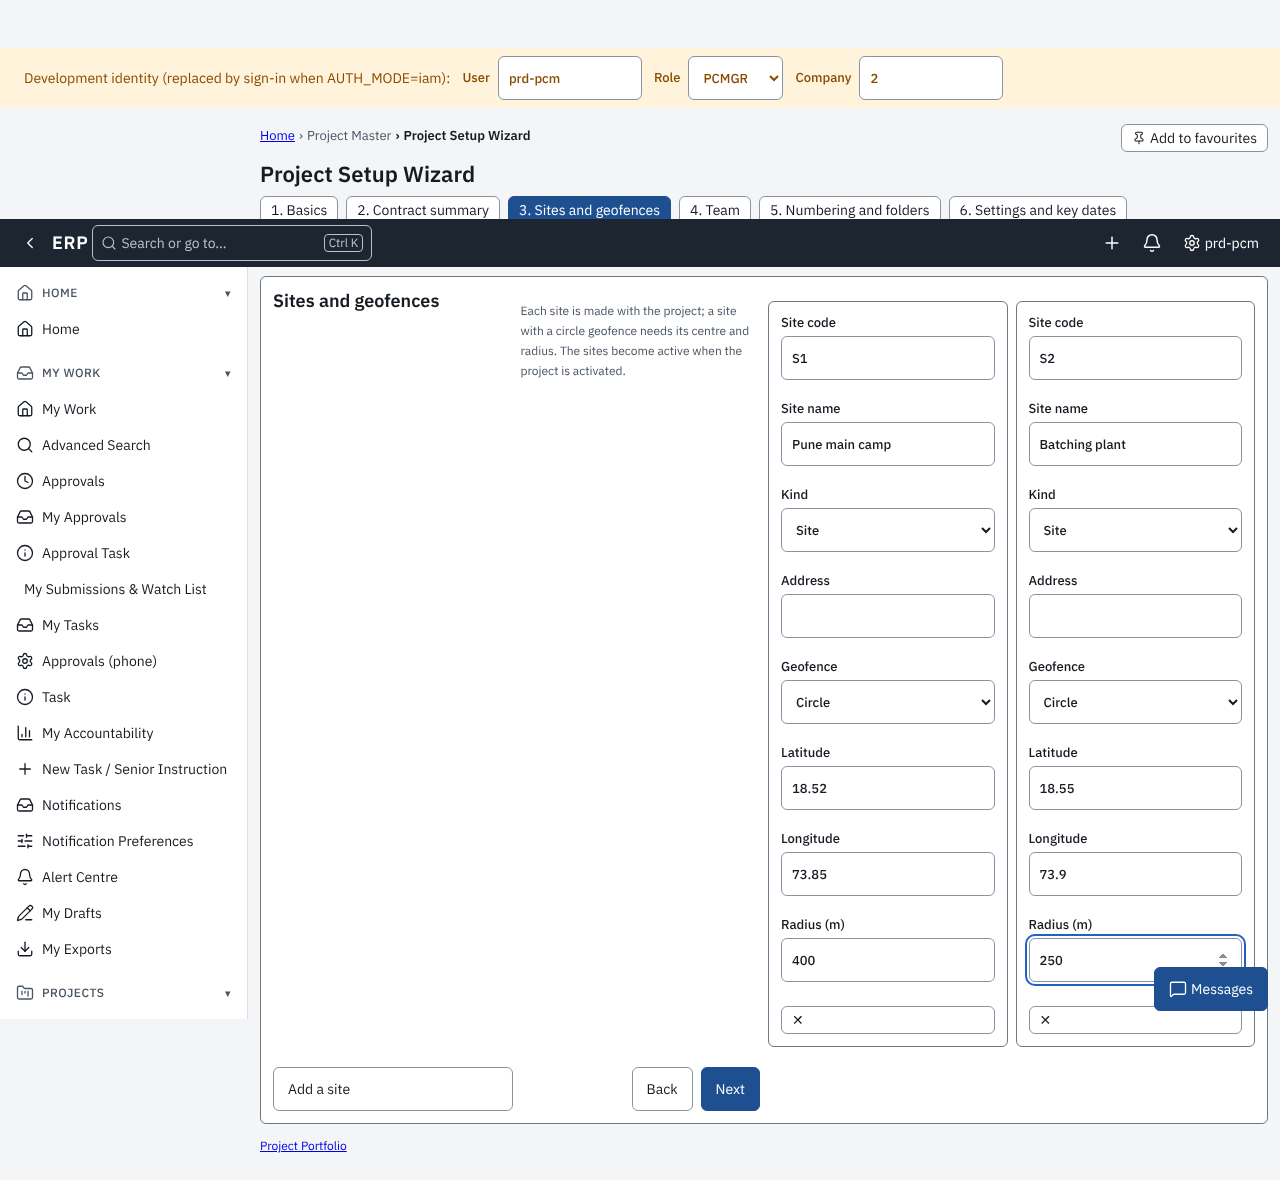 Development identity (replaced by sign-in when AUTH_MODE=iam): User prd-pcm Role PCMGR Company 2
Home › Project Master › Project Setup Wizard
Add to favourites
Project Setup Wizard
1. Basics 2. Contract summary 3. Sites and geofences 4. Team 5. Numbering and folders 6. Settings and key dates
ERP Search or go to... Ctrl K prd-pcm
HOME
Home
MY WORK
My Work
Advanced Search
Approvals
My Approvals
Approval Task
My Submissions & Watch List
My Tasks
Approvals (phone)
Task
My Accountability
New Task / Senior Instruction
Notifications
Notification Preferences
Alert Centre
My Drafts
My Exports
PROJECTS
Sites and geofences
Each site is made with the project; a site
with a circle geofence needs its centre and
radius. The sites become active when the
project is activated.
Site code
S1
Site name
Pune main camp
Kind
Site
Address
Geofence
Circle
Latitude
18.52
Longitude
73.85
Radius (m)
400
✕
Site code
S2
Site name
Batching plant
Kind
Site
Address
Geofence
Circle
Latitude
18.55
Longitude
73.9
Radius (m)
250
✕
Messages
Add a site
Back
Next
Project Portfolio